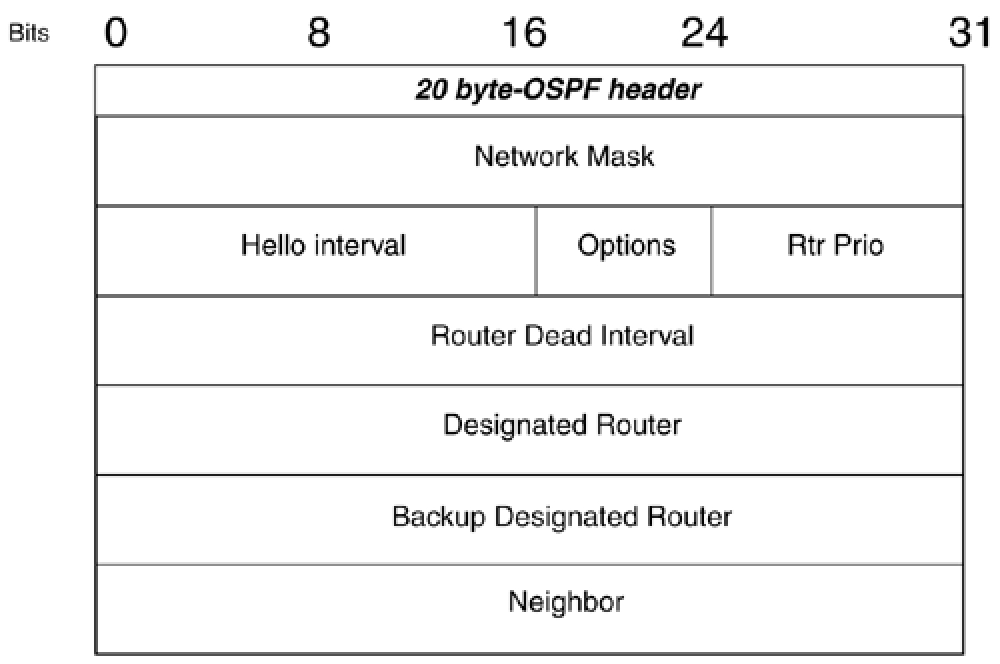 Bits 0 8 16 24 31
20 byte-OSPF header
Network Mask
Hello interval Options Rtr Prio
Router Dead Interval
Designated Router
Backup Designated Router
Neighbor